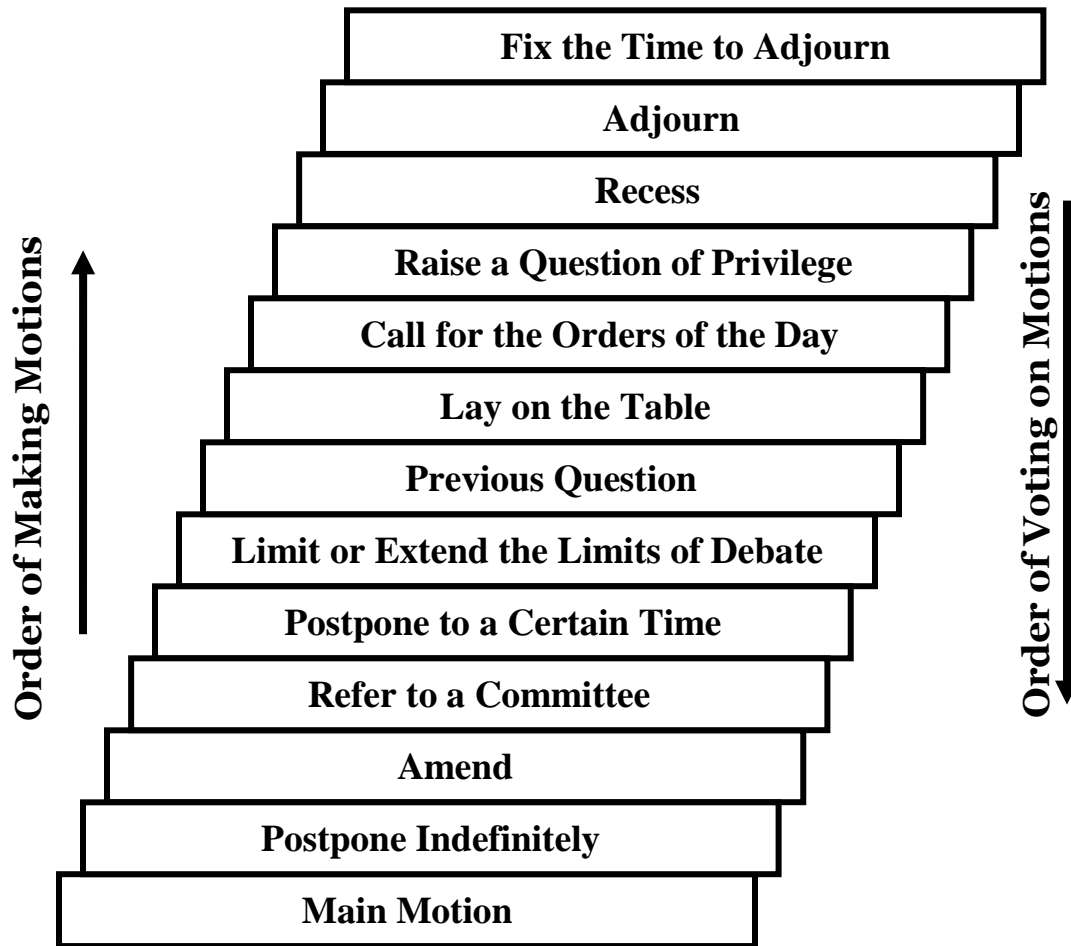 Fix the Time to Adjourn
Adjourn
Recess
Raise a Question of Privilege
Call for the Orders of the Day
Lay on the Table
Previous Question
Limit or Extend the Limits of Debate
Postpone to a Certain Time
Refer to a Committee
Amend
Postpone Indefinitely
Main Motion
Order of Making Motions
Order of Voting on Motions